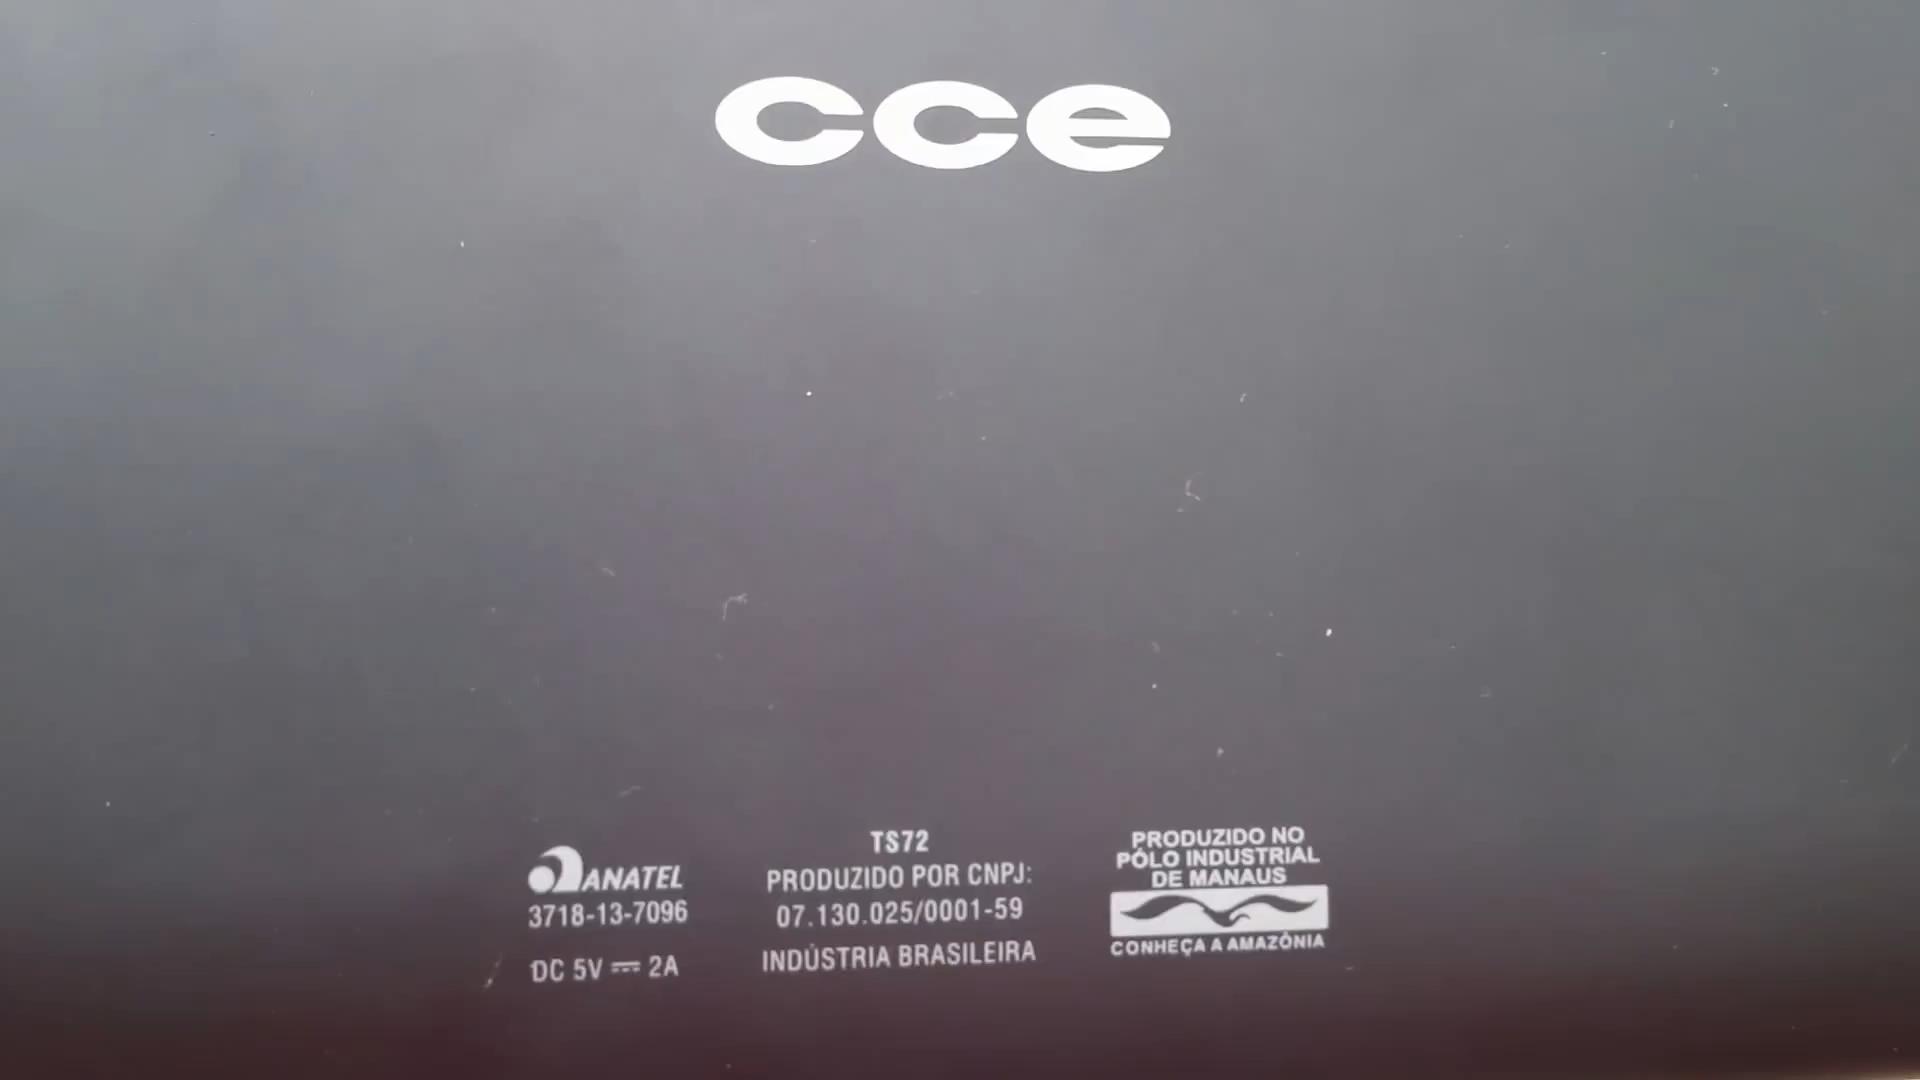 cce
ANATEL
3718-13-7096
DC 5V ⎓ 2A
TS72
PRODUZIDO POR CNPJ:
07.130.025/0001-59
INDÚSTRIA BRASILEIRA
PRODUZIDO NO
PÓLO INDUSTRIAL
DE MANAUS
CONHEÇA A AMAZÔNIA